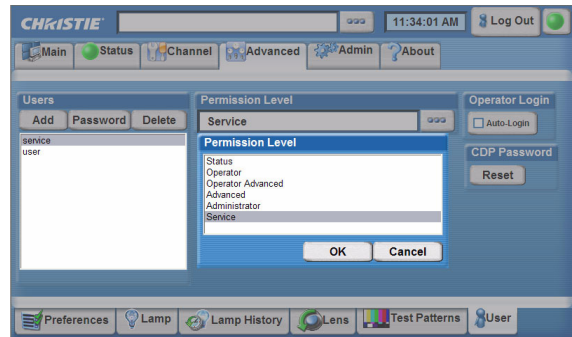 CHRISTIE 11:34:01 AM Log Out
Main Status Channel Advanced Admin About
Users
Add Password Delete
service
user
Permission Level
Service
Permission Level
Status
Operator
Operator Advanced
Advanced
Administrator
Service
OK Cancel
Operator Login
Auto-Login
CDP Password
Reset
Preferences Lamp Lamp History Lens Test Patterns User